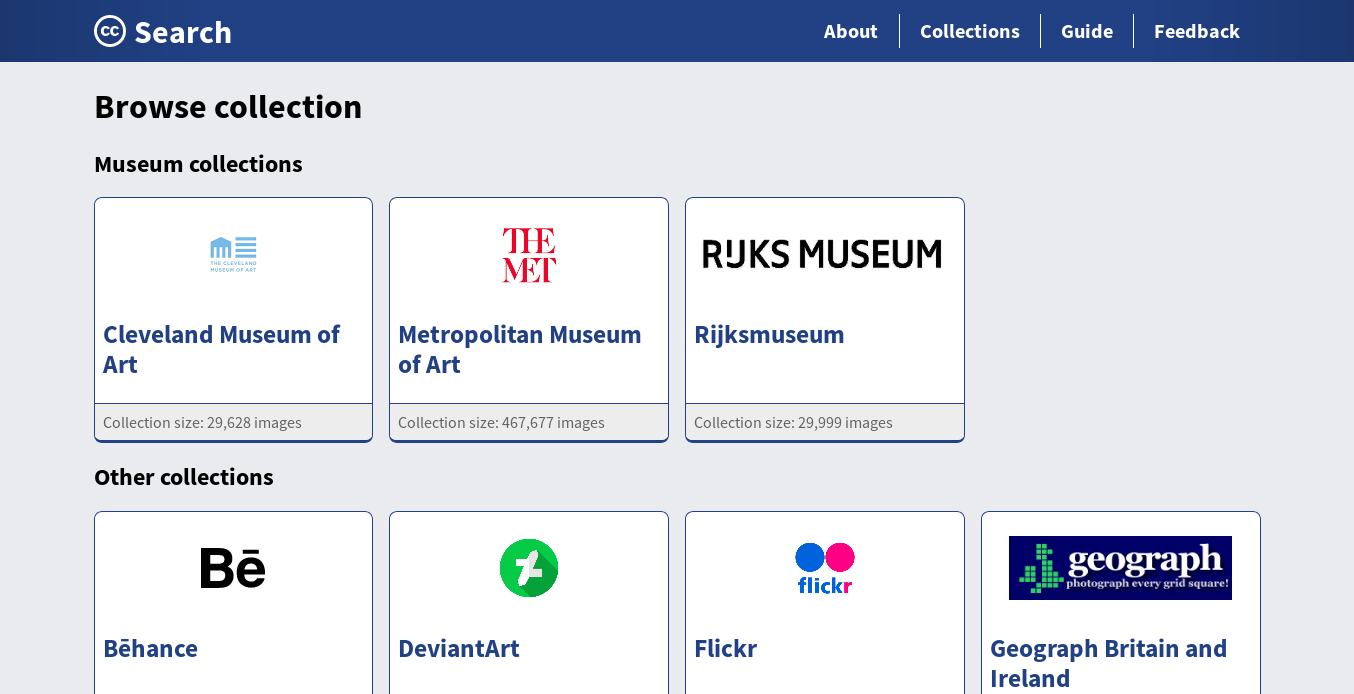 cc Search
About
Collections
Guide
Feedback
Browse collection
Museum collections
THE CLEVELAND
MUSEUM OF ART
Cleveland Museum of
Art
Collection size: 29,628 images
THE
MET
Metropolitan Museum
of Art
Collection size: 467,677 images
RIJKS MUSEUM
Rijksmuseum
Collection size: 29,999 images
Other collections
Bē
Bēhance
DeviantArt
flickr
Flickr
geograph
photograph every grid square!
Geograph Britain and
Ireland